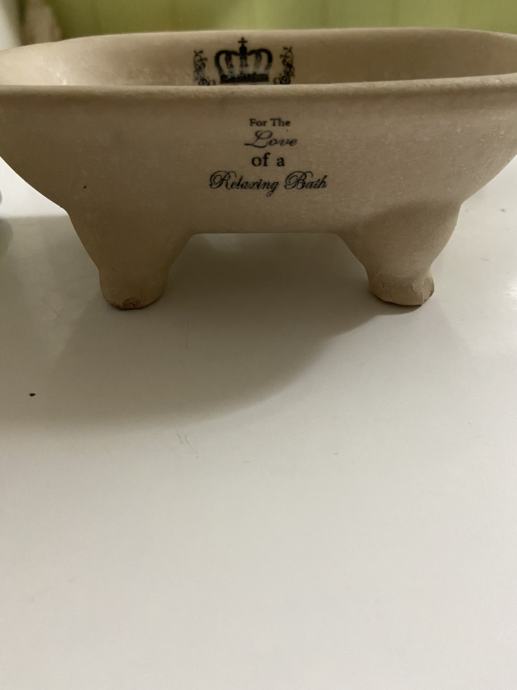 For The
Love
of a
Relaxing Bath